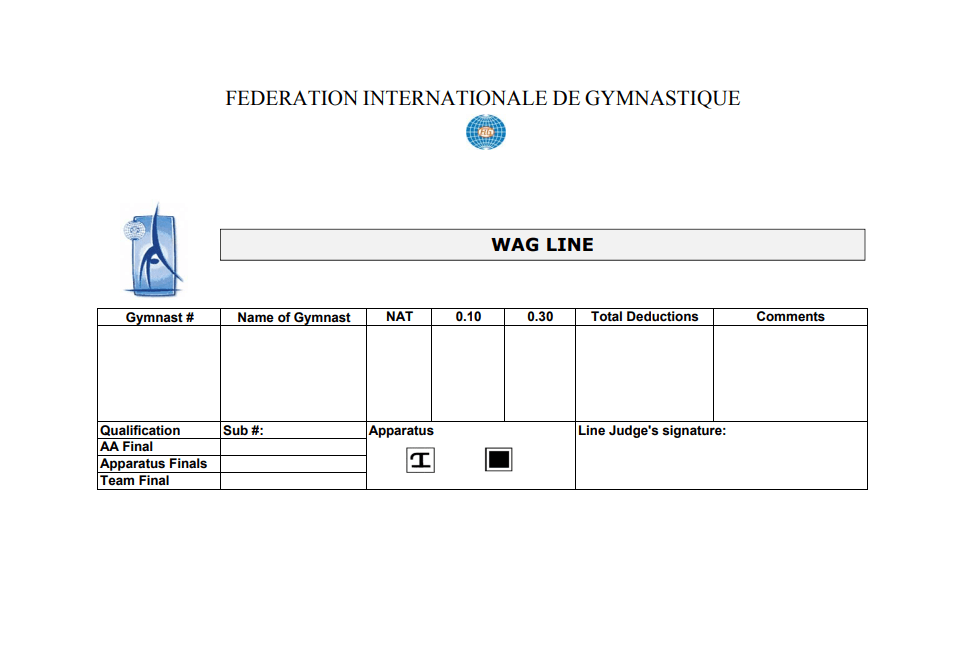 FEDERATION INTERNATIONALE DE GYMNASTIQUE
WAG LINE
Gymnast # Name of Gymnast NAT 0.10 0.30 Total Deductions Comments
Qualification Sub #: Apparatus Line Judge's signature:
AA Final
Apparatus Finals
Team Final